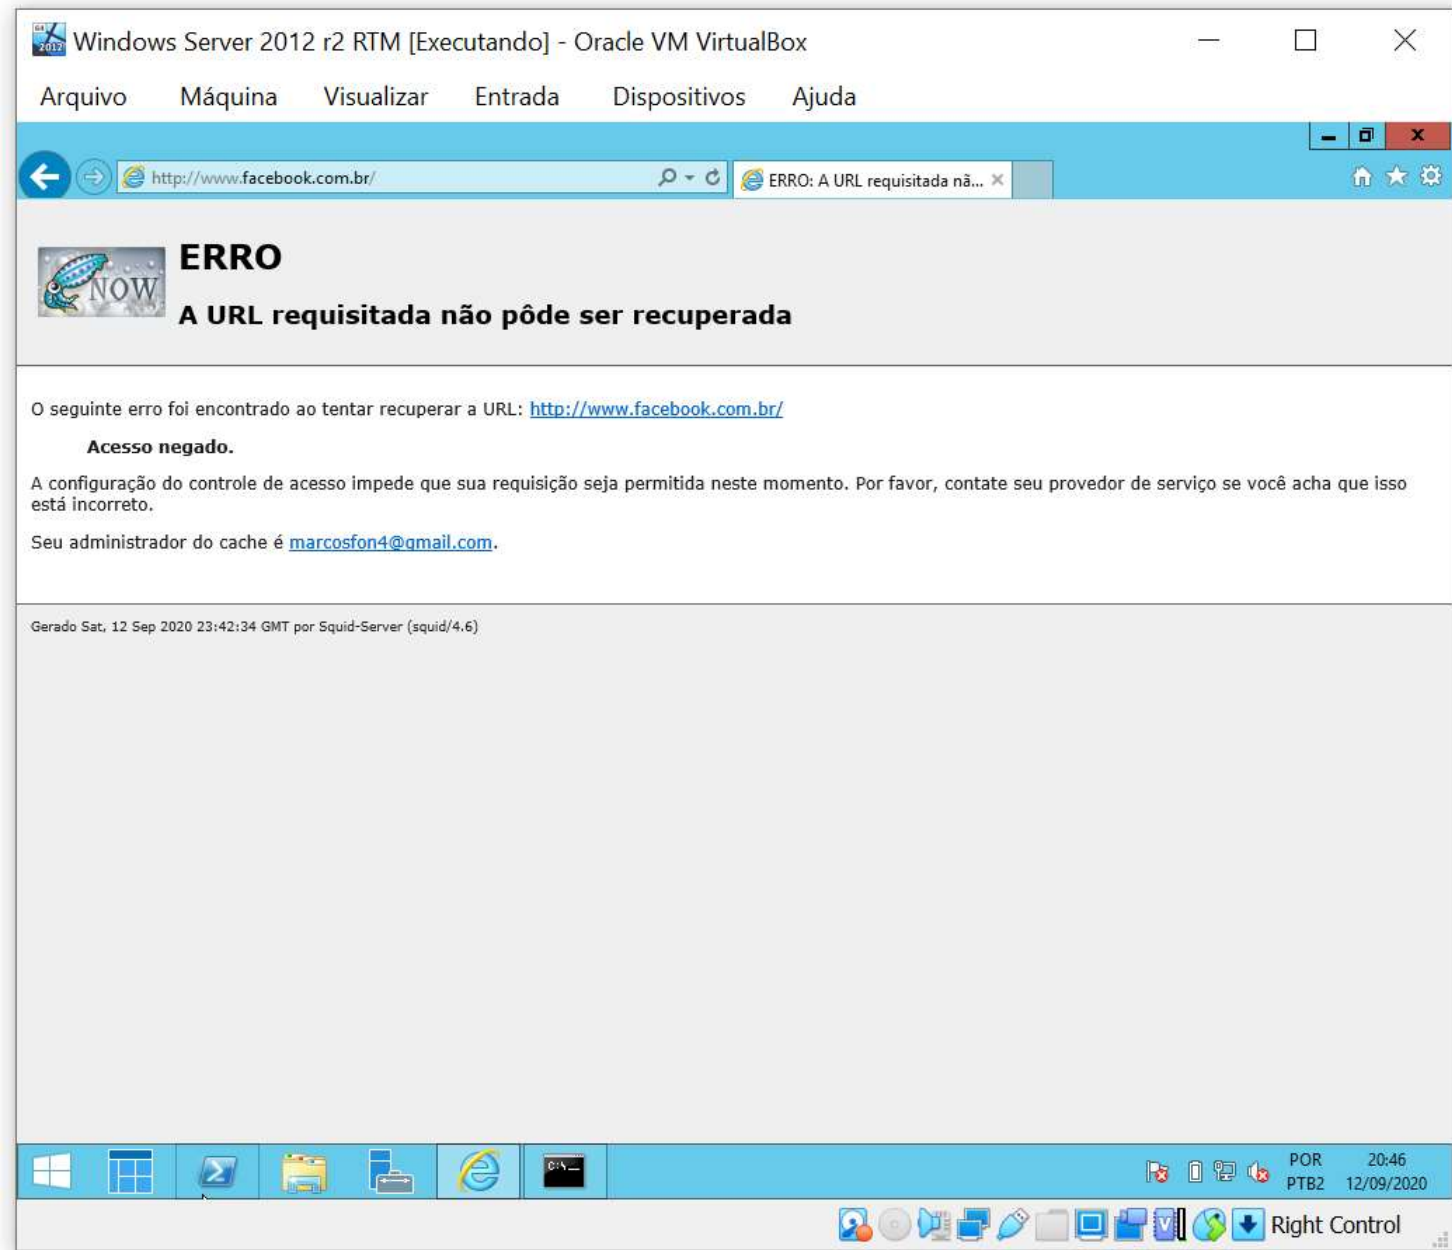 Windows Server 2012 r2 RTM [Executando] - Oracle VM VirtualBox
Arquivo Máquina Visualizar Entrada Dispositivos Ajuda
http://www.facebook.com.br/
ERRO: A URL requisitada nã...
NOW
ERRO
A URL requisitada não pôde ser recuperada
O seguinte erro foi encontrado ao tentar recuperar a URL: http://www.facebook.com.br/
Acesso negado.
A configuração do controle de acesso impede que sua requisição seja permitida neste momento. Por favor, contate seu provedor de serviço se você acha que isso
está incorreto.
Seu administrador do cache é marcosfon4@gmail.com.
Gerado Sat, 12 Sep 2020 23:42:34 GMT por Squid-Server (squid/4.6)
POR 20:46
PTB2 12/09/2020
Right Control